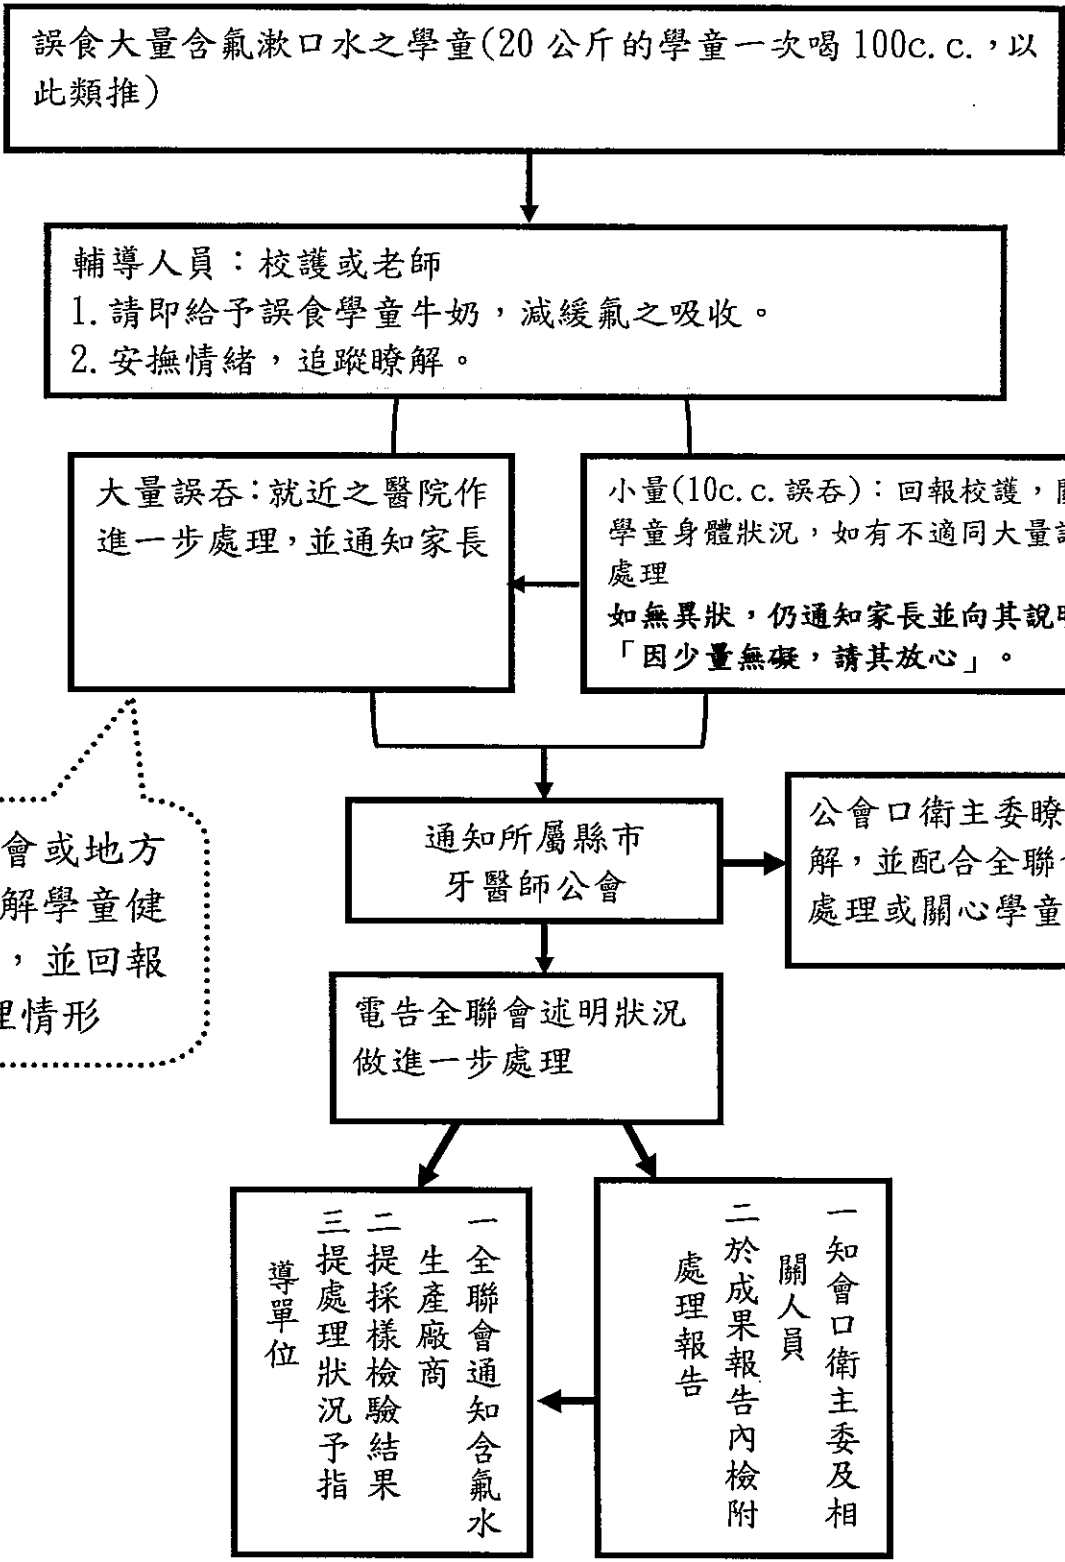 誤食大量含氟漱口水之學童(20 公斤的學童一次喝 100c.c.,以
此類推)
輔導人員：校護或老師
1.請即給予誤食學童牛奶，減緩氟之吸收。
2.安撫情緒，追蹤瞭解。
大量誤吞：就近之醫院作
進一步處理，並通知家長
小量(10c.c.誤吞)：回報校護，
學童身體狀況，如有不適同大量
處理
如無異狀，仍通知家長並向其說
「因少量無礙，請其放心」。
會或地方
解學童健
，並回報
情形
通知所屬縣市
牙醫師公會
公會口衛主委瞭
解，並配合全聯
處理或關心學童
電告全聯會述明狀況
做進一步處理
一全聯會通知含氟水
生產廠商
二提採樣檢驗結果
三提處理狀況予指
導單位
一知會口衛主委及相
關人員
二於成果報告內檢附
處理報告